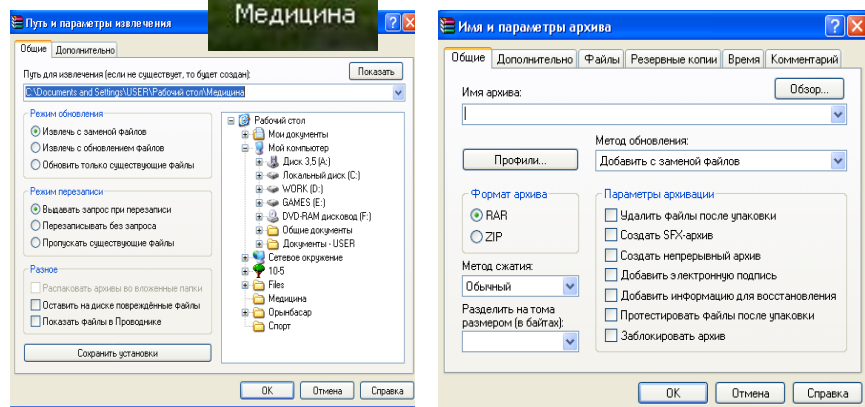 Медицина
Путь и параметры извлечения
Общие Дополнительно
Путь для извлечения (если не существует, то будет создан):
Показать
C:\Documents and Settings\USER\Рабочий стол\Медицина
Режим обновления
Извлечь с заменой файлов
Извлечь с обновлением файлов
Обновить только существующие файлы
Режим перезаписи
Выдавать запрос при перезаписи
Перезаписывать без запроса
Пропускать существующие файлы
Разное
Распаковать архивы во вложенные папки
Оставить на диске повреждённые файлы
Показать файлы в Проводнике
Сохранить установки
Рабочий стол
Мои документы
Мой компьютер
Диск 3,5 (A:)
Локальный диск (C:)
WORK (D:)
GAMES (E:)
DVD-RAM дисковод (F:)
Общие документы
Документы - USER
Сетевое окружение
10-5
Files
Медицина
Орынбасар
Спорт
OK Отмена Справка
Имя и параметры архива
Общие Дополнительно Файлы Резервные копии Время Комментарий
Имя архива:
Обзор...
Профили...
Метод обновления:
Добавить с заменой файлов
Формат архива
RAR
ZIP
Метод сжатия:
Обычный
Разделить на тома
размером (в байтах):
Параметры архивации
Удалить файлы после упаковки
Создать SFX-архив
Создать непрерывный архив
Добавить электронную подпись
Добавить информацию для восстановления
Протестировать файлы после упаковки
Заблокировать архив
OK Отмена Справка